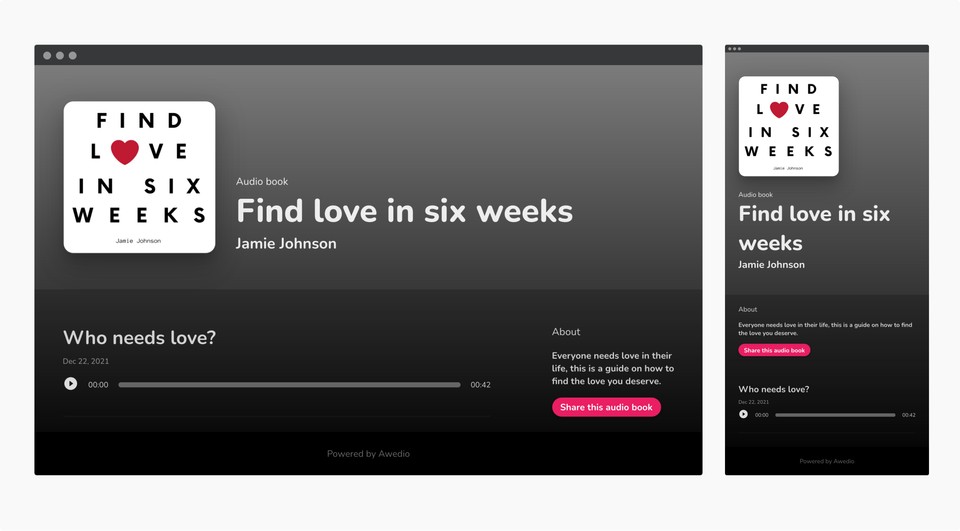 FIND
L VE
IN SIX
WEEKS
Jamie Johnson
Audio book
Find love in six weeks
Jamie Johnson
Who needs love?
Dec 22, 2021
00:00
00:42
About
Everyone needs love in their
life, this is a guide on how to
find the love you deserve.
Share this audio book
Powered by Awedio
FIND
L VE
IN SIX
WEEKS
Jamie Johnson
Audio book
Find love in six
weeks
Jamie Johnson
About
Everyone needs love in their life, this is a guide on how to find
the love you deserve.
Share this audio book
Who needs love?
Dec 22, 2021
00:00
00:42
Powered by Awedio